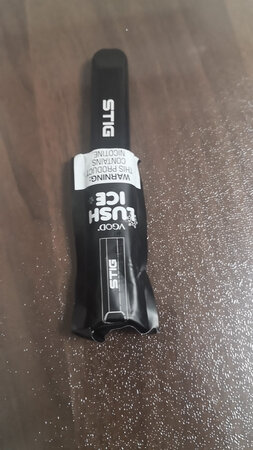 STIG
WARNING:
THIS PRODUCT
CONTAINS
NICOTINE
LUSH
ICE
VGOD
STIG